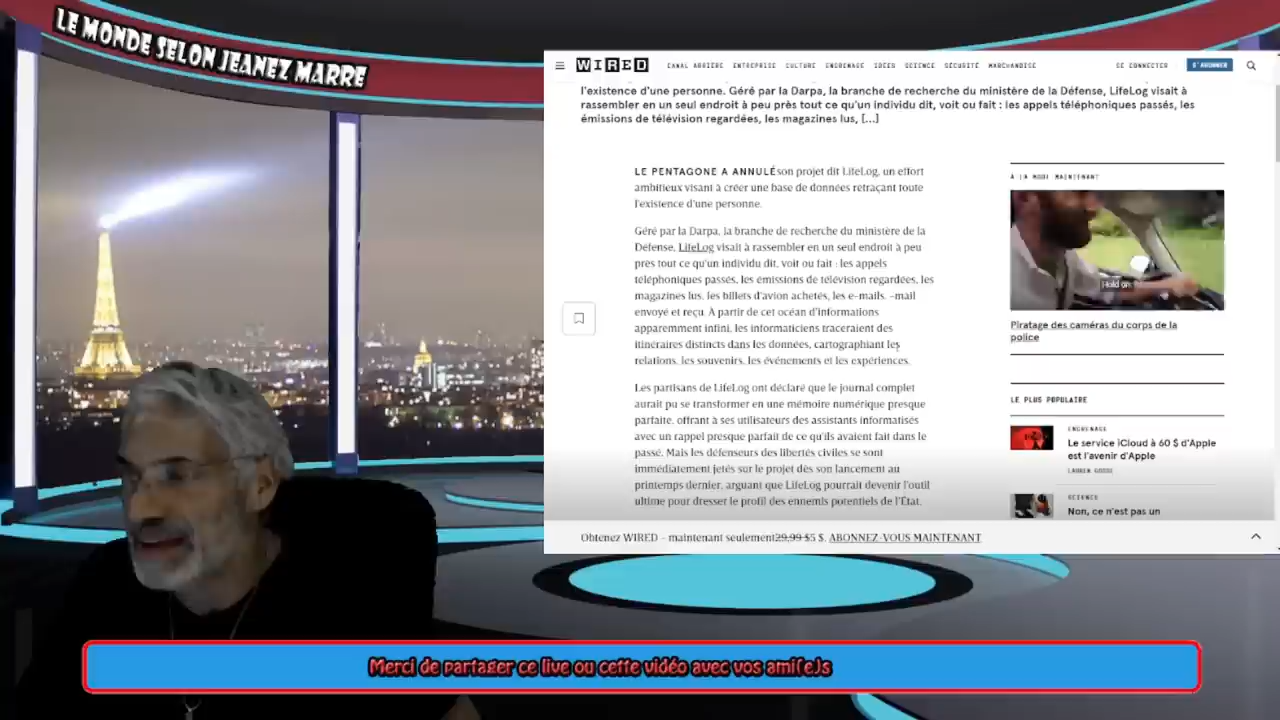 LE MONDE SELON JEANEZ MARRE
WIRED
CANAL ARRIÈRE ENTREPRISE CULTURE ENGRENAGE IDÉES SCIENCE SÉCURITÉ MARCHANDISE
SE CONNECTER
S'ABONNER
l'existence d'une personne. Géré par la Darpa, la branche de recherche du ministère de la Défense, LifeLog visait à
rassembler en un seul endroit à peu près tout ce qu'un individu dit, voit ou fait : les appels téléphoniques passés, les
émissions de télévision regardées, les magazines lus, [...]
LE PENTAGONE A ANNULÉ son projet dit LifeLog, un effort
ambitieux visant à créer une base de données retraçant toute
l'existence d'une personne.
Géré par la Darpa, la branche de recherche du ministère de la
Défense, LifeLog visait à rassembler en un seul endroit à peu
près tout ce qu'un individu dit, voit ou fait : les appels
téléphoniques passés, les émissions de télévision regardées, les
magazines lus, les billets d'avion achetés, les e-mails. -mail
envoyé et reçu. À partir de cet océan d'informations
apparemment infini, les informaticiens traceraient des
itinéraires distincts dans les données, cartographiant les
relations, les souvenirs, les événements et les expériences.
Les partisans de LifeLog ont déclaré que le journal complet
aurait pu se transformer en une mémoire numérique presque
parfaite, offrant à ses utilisateurs des assistants informatisés
avec un rappel presque parfait de ce qu'ils avaient fait dans le
passé. Mais les défenseurs des libertés civiles se sont
immédiatement jetés sur le projet dès son lancement au
printemps dernier, arguant que LifeLog pourrait devenir l'outil
ultime pour dresser le profil des ennemis potentiels de l'État.
À LA MODE MAINTENANT
Hold on
Piratage des caméras du corps de la
police
LE PLUS POPULAIRE
ENGRENAGE
Le service iCloud à 60 $ d'Apple
est l'avenir d'Apple
LAUREN GOODE
SCIENCE
Non, ce n'est pas un
Obtenez WIRED – maintenant seulement 29,99 $5 $. ABONNEZ-VOUS MAINTENANT
Merci de partager ce live ou cette vidéo avec vos ami(e)s